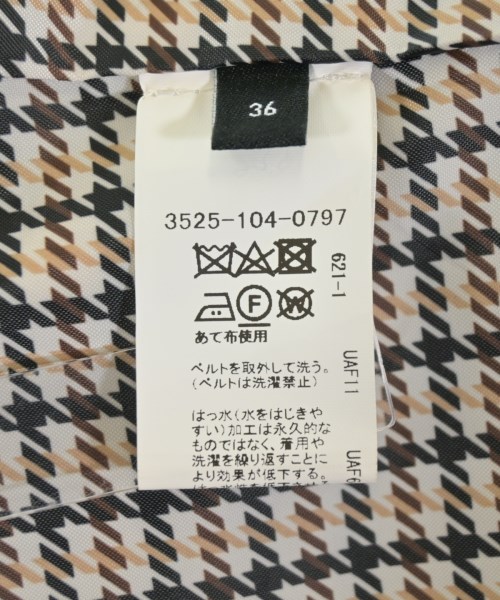 36
3525-104-0797
621-1
F
W
あて布使用
ベルトを取外して洗う。
(ベルトは洗濯禁止)
UAF11
はっ水(水をはじきや
すい)加工は永久的な
ものではなく、着用や
洗濯を繰り返すことに
より効果が低下する。